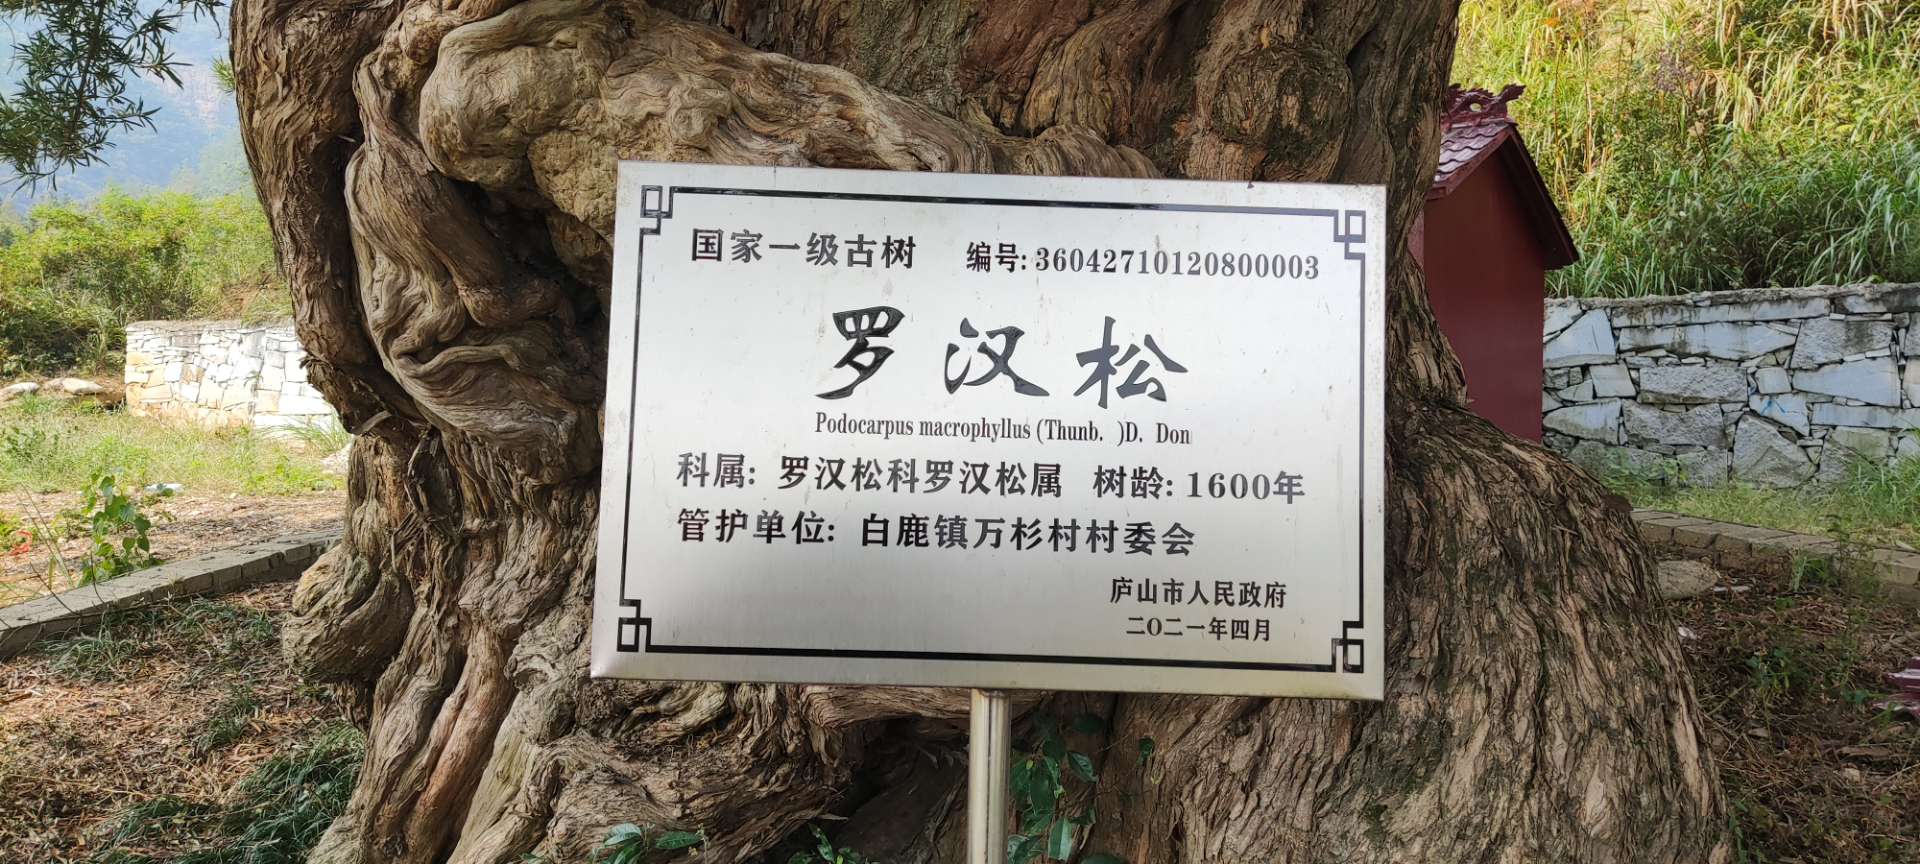 国家一级古树 编号:36042710120800003
罗汉松
Podocarpus macrophyllus (Thunb. )D. Don
科属: 罗汉松科罗汉松属 树龄: 1600年
管护单位: 白鹿镇万杉村村委会
庐山市人民政府
二〇二一年四月